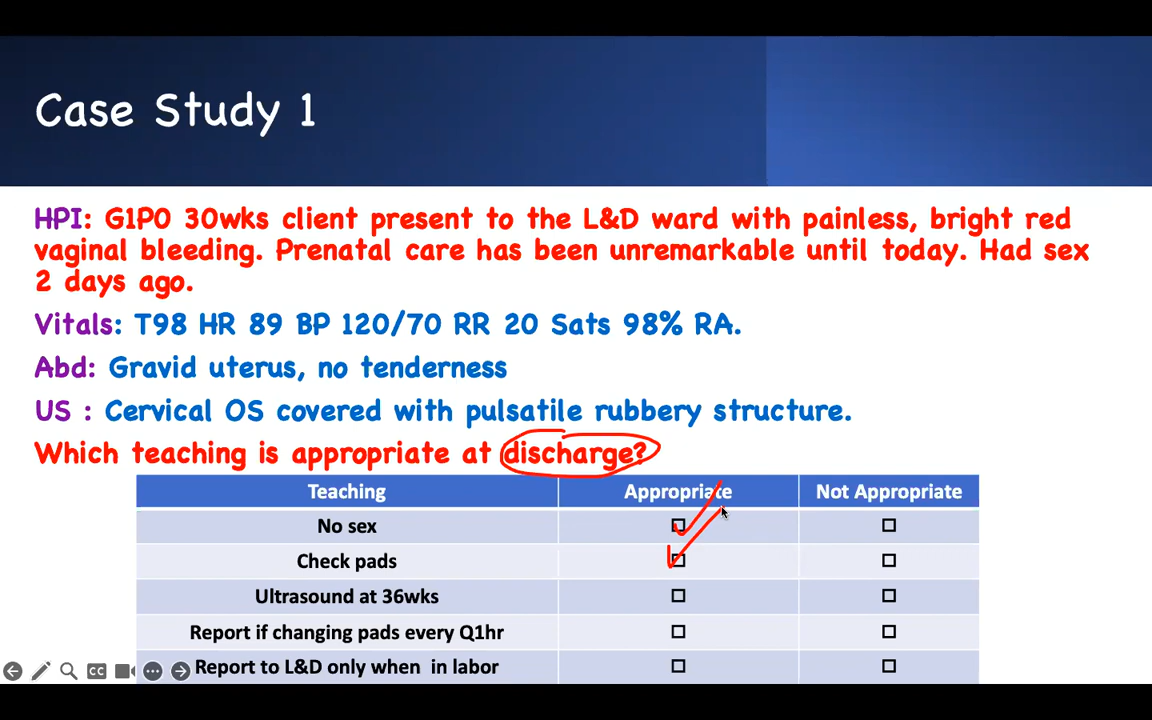 Case Study 1
HPI: G1P0 30wks client present to the L&D ward with painless, bright red
vaginal bleeding. Prenatal care has been unremarkable until today. Had sex
2 days ago.
Vitals: T98 HR 89 BP 120/70 RR 20 Sats 98% RA.
Abd: Gravid uterus, no tenderness
US : Cervical OS covered with pulsatile rubbery structure.
Which teaching is appropriate at discharge?
Teaching Appropriate Not Appropriate
No sex
Check pads
Ultrasound at 36wks
Report if changing pads every Q1hr
CC Report to L&D only when in labor